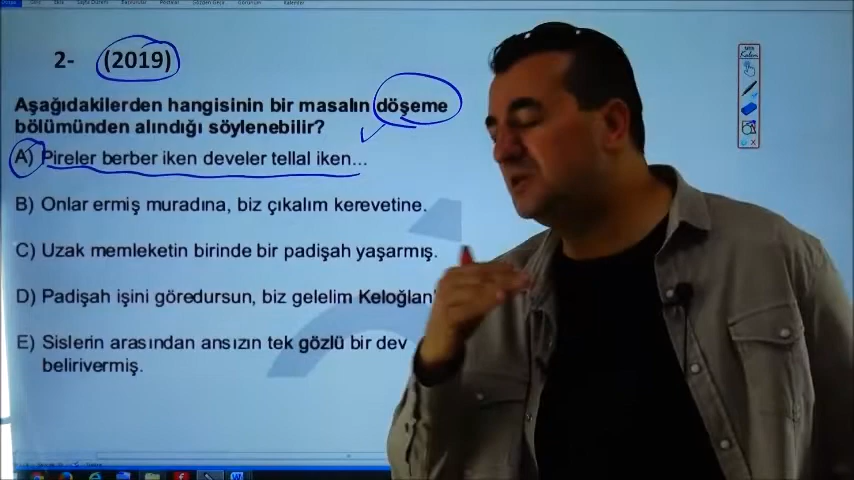 2- (2019)
Aşağıdakilerden hangisinin bir masalın döşeme
bölümünden alındığı söylenebilir?
A) Pireler berber iken develer tellal iken...
B) Onlar ermiş muradına, biz çıkalım kerevetine.
C) Uzak memleketin birinde bir padişah yaşarmış.
D) Padişah işini göredursun, biz gelelim Keloğlan'
E) Sislerin arasından ansızın tek gözlü bir dev
belirivermiş.